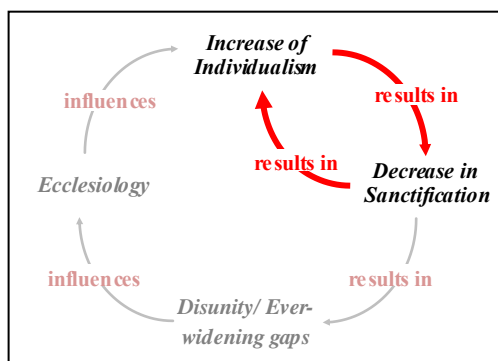 Increase of
Individualism
influences
results in
results in
Decrease in
Sanctification
Ecclesiology
influences
results in
Disunity/ Ever-
widening gaps